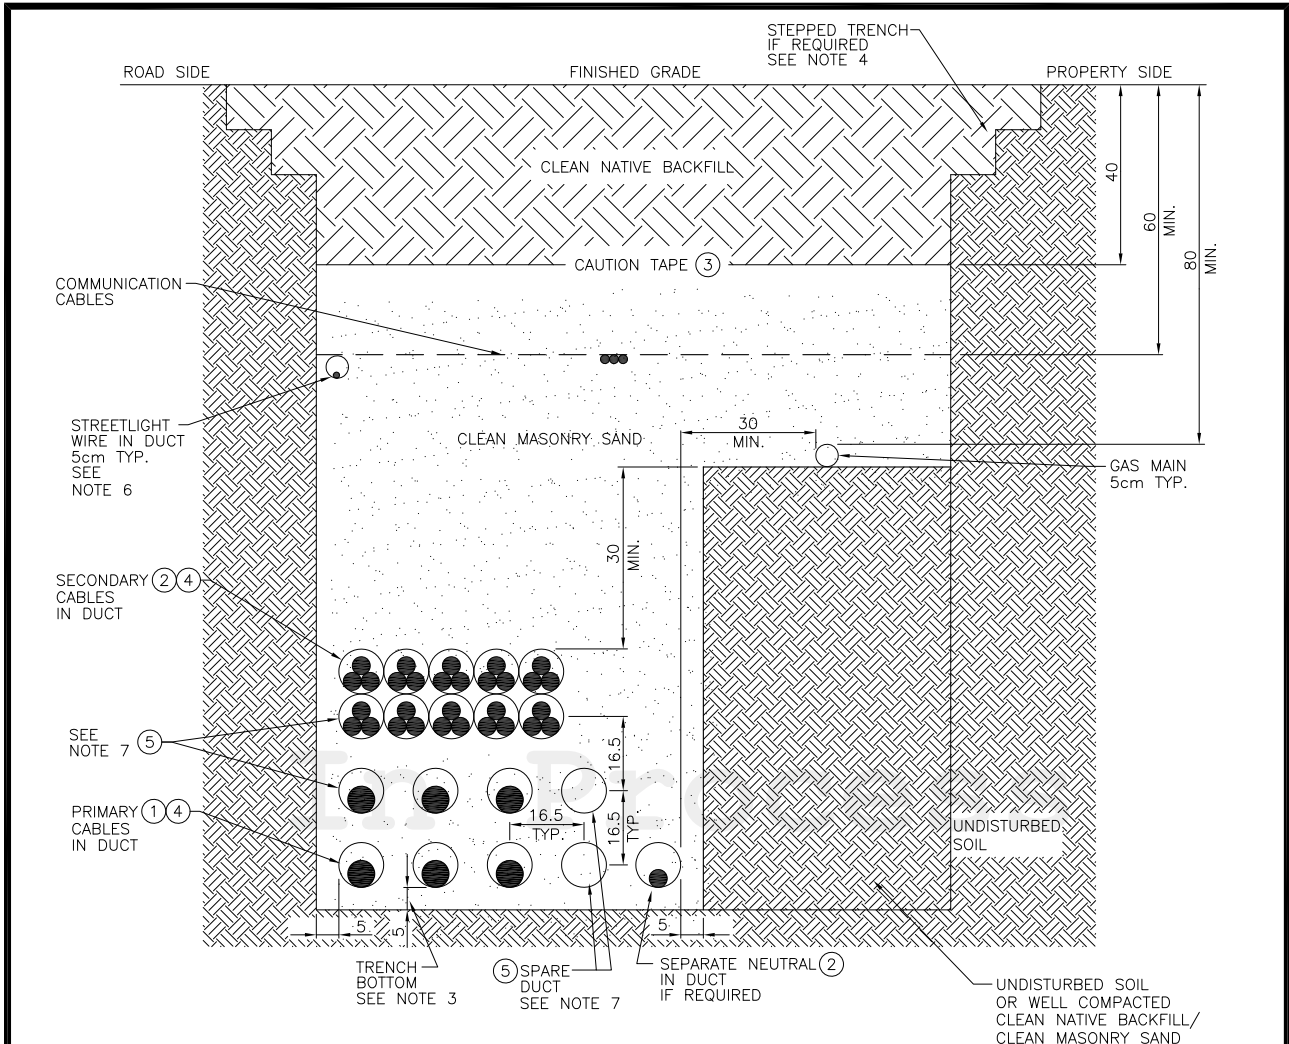 STEPPED TRENCH
IF REQUIRED
SEE NOTE 4
ROAD SIDE
FINISHED GRADE
PROPERTY SIDE
CLEAN NATIVE BACKFILL
40
60
MIN.
80
MIN.
CAUTION TAPE 3
COMMUNICATION
CABLES
STREETLIGHT
WIRE IN DUCT
5cm TYP.
SEE
NOTE 6
CLEAN MASONRY SAND
30
MIN.
GAS MAIN
5cm TYP.
30
MIN.
SECONDARY 2 4
CABLES
IN DUCT
SEE
NOTE 7 5
16.5
PRIMARY 1 4
CABLES
IN DUCT
16.5
TYP.
16.5
TYP
UNDISTURBED
SOIL
5
5
5
TRENCH
BOTTOM
SEE NOTE 3
5 SPARE
DUCT
SEE NOTE 7
SEPARATE NEUTRAL 2
IN DUCT
IF REQUIRED
UNDISTURBED SOIL
OR WELL COMPACTED
CLEAN NATIVE BACKFILL/
CLEAN MASONRY SAND